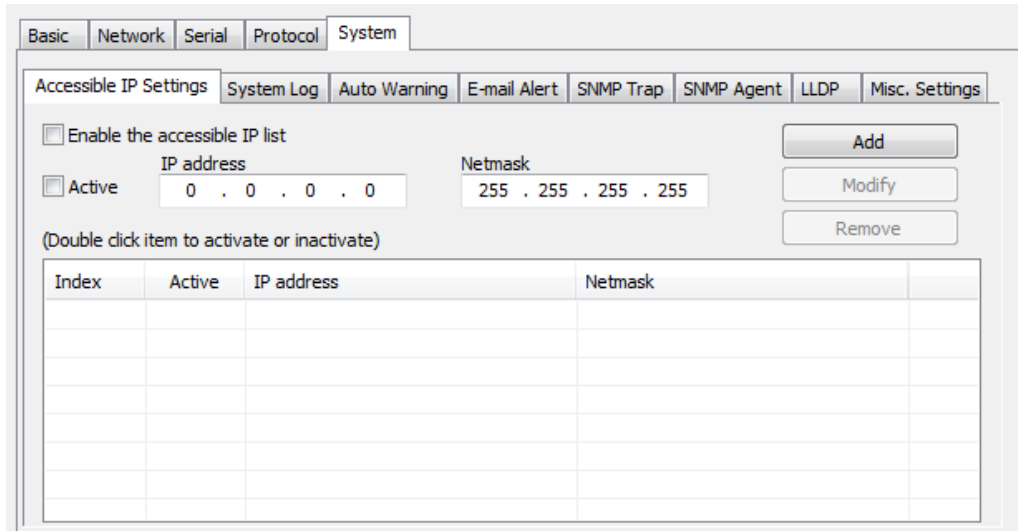 Basic Network Serial Protocol System
Accessible IP Settings System Log Auto Warning E-mail Alert SNMP Trap SNMP Agent LLDP Misc. Settings
Enable the accessible IP list Add
IP address Netmask
Active 0 . 0 . 0 . 0 255 . 255 . 255 . 255 Modify
Remove
(Double click item to activate or inactivate)
Index Active IP address Netmask